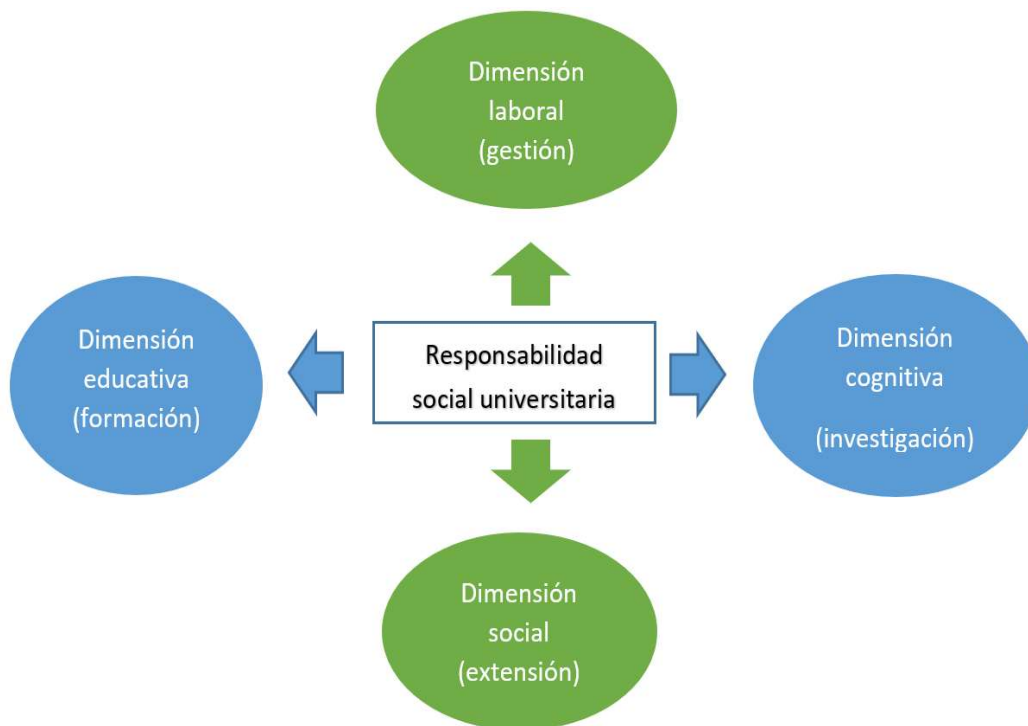 Dimensión
laboral
(gestión)
Dimensión
educativa
(formación)
Responsabilidad
social universitaria
Dimensión
cognitiva
(investigación)
Dimensión
social
(extensión)